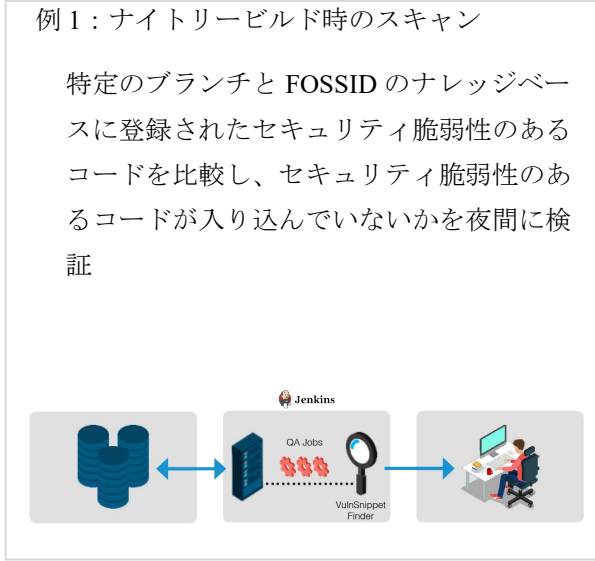 例 1：ナイトリービルド時のスキャン
特定のブランチと FOSSID のナレッジベー
スに登録されたセキュリティ脆弱性のある
コードを比較し、セキュリティ脆弱性のあ
るコードが入り込んでいないかを夜間に検
証
Jenkins
QA Jobs
VulnSnippet
Finder